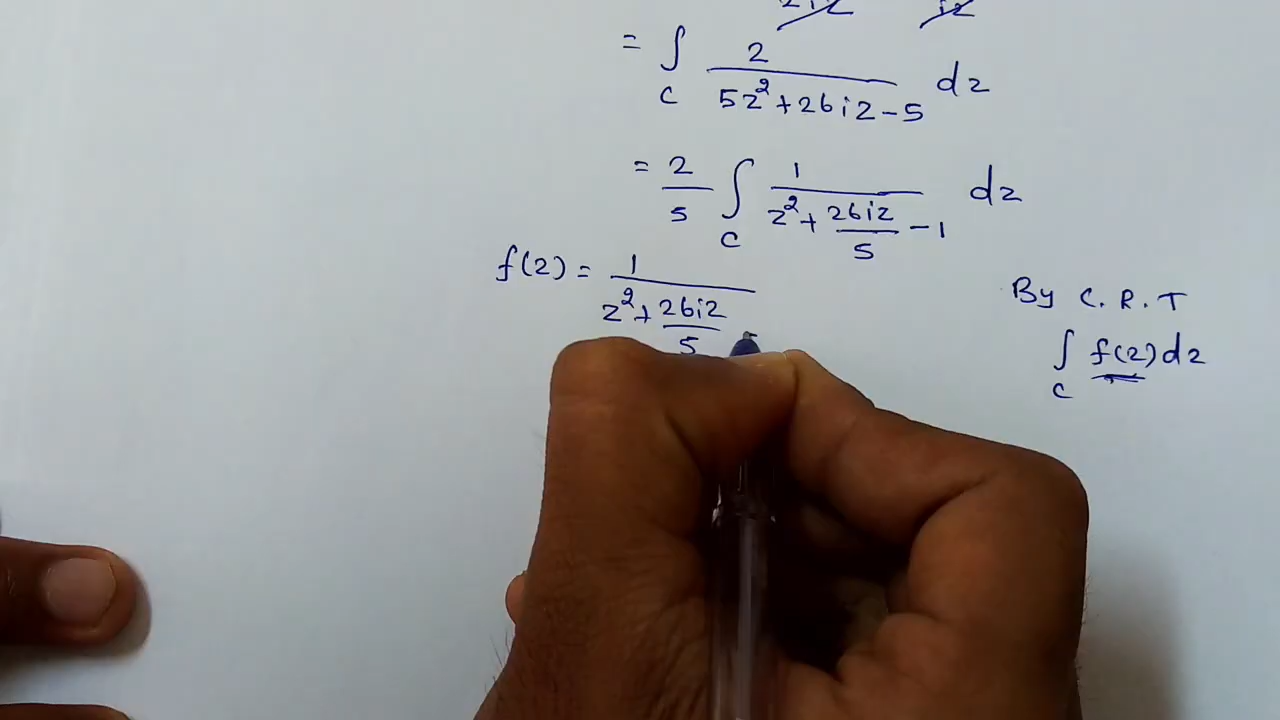 = ∫_C 2/(5z²+26iz-5) dz
= 2/5 ∫_C 1/(z²+26iz/5-1) dz
f(z) = 1/(z²+26iz/5 -
By C.R.T
∫_C f(z)dz